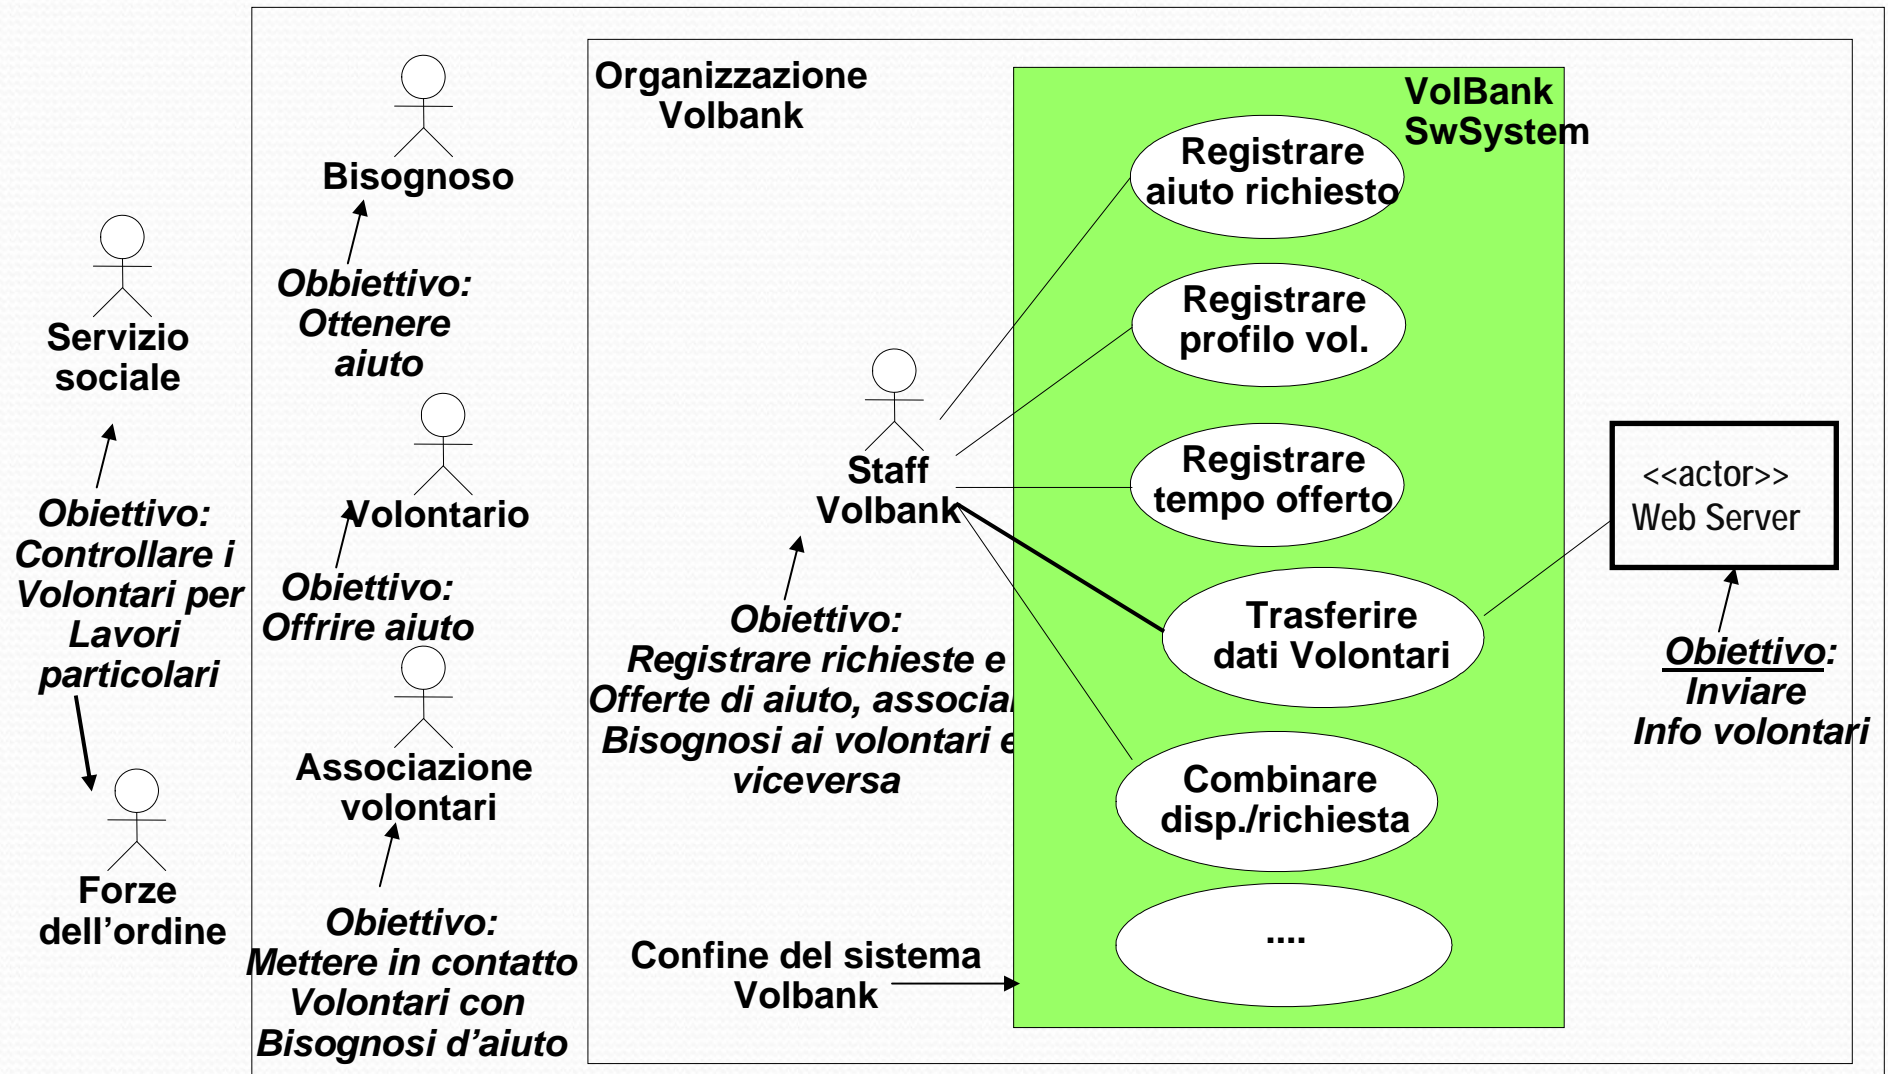 Servizio
sociale
Obiettivo:
Controllare i
Volontari per
Lavori
particolari
Forze
dell'ordine
Bisognoso
Obbiettivo:
Ottenere
aiuto
Volontario
Obiettivo:
Offrire aiuto
Associazione
volontari
Obiettivo:
Mettere in contatto
Volontari con
Bisognosi d'aiuto
Organizzazione
Volbank
Staff
Volbank
Obiettivo:
Registrare richieste e
Offerte di aiuto,
Bisognosi ai volontari e
viceversa
Confine del sistema
Volbank
VolBank
SwSystem
Registrare
aiuto richiesto
Registrare
profilo vol.
Registrare
tempo offerto
Trasferire
dati Volontari
Combinare
disp./richiesta
....
<<actor>>
Web Server
Obiettivo:
Inviare
Info volontari